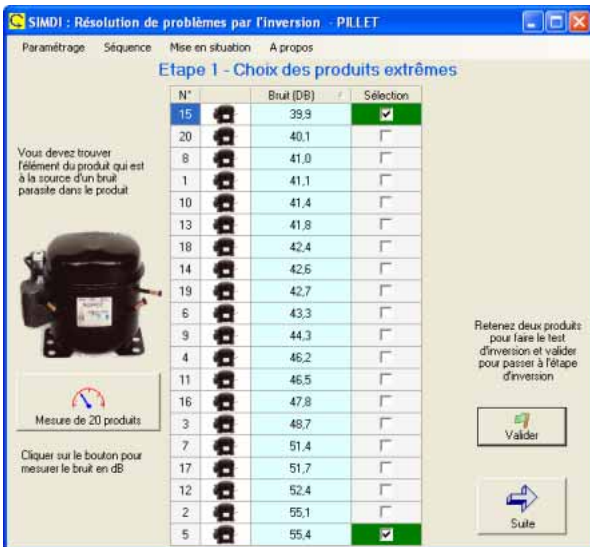 SIMDI : Résolution de problèmes par l'inversion - PILLET
Paramétrage Séquence Mise en situation A propos
Etape 1 - Choix des produits extrêmes
N° Bruit (DB) Sélection
15 39,9
20 40,1
8 41,0
1 41,1
10 41,4
13 41,8
18 42,4
14 42,6
19 42,7
6 43,3
9 44,3
4 46,2
11 46,5
16 47,8
3 48,7
7 51,4
17 51,7
12 52,4
2 55,1
5 55,4
Vous devez trouver
l'élément du produit qui est
à la source d'un bruit
parasite dans le produit
Mesure de 20 produits
Cliquer sur le bouton pour
mesurer le bruit en dB
Retenez deux produits
pour faire le test
d'inversion et valider
pour passer à l'étape
d'inversion
Valider
Suite